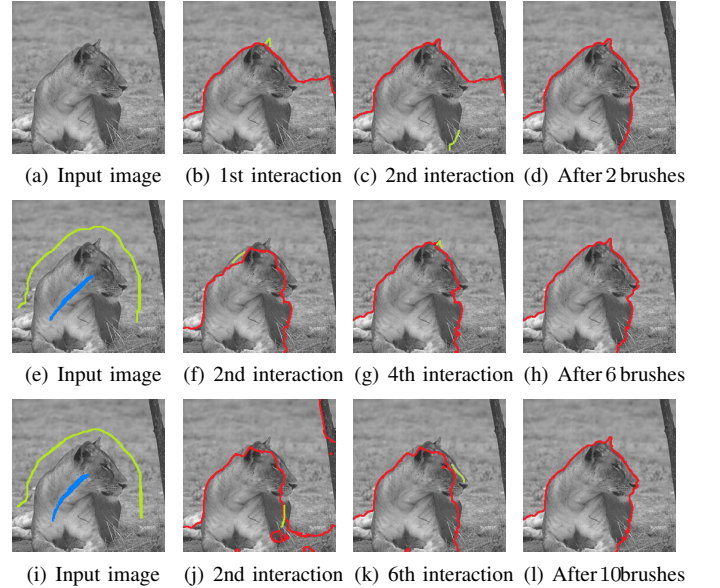 (a) Input image
(b) 1st interaction
(c) 2nd interaction
(d) After 2 brushes
(e) Input image
(f) 2nd interaction
(g) 4th interaction
(h) After 6 brushes
(i) Input image
(j) 2nd interaction
(k) 6th interaction
(l) After 10brushes